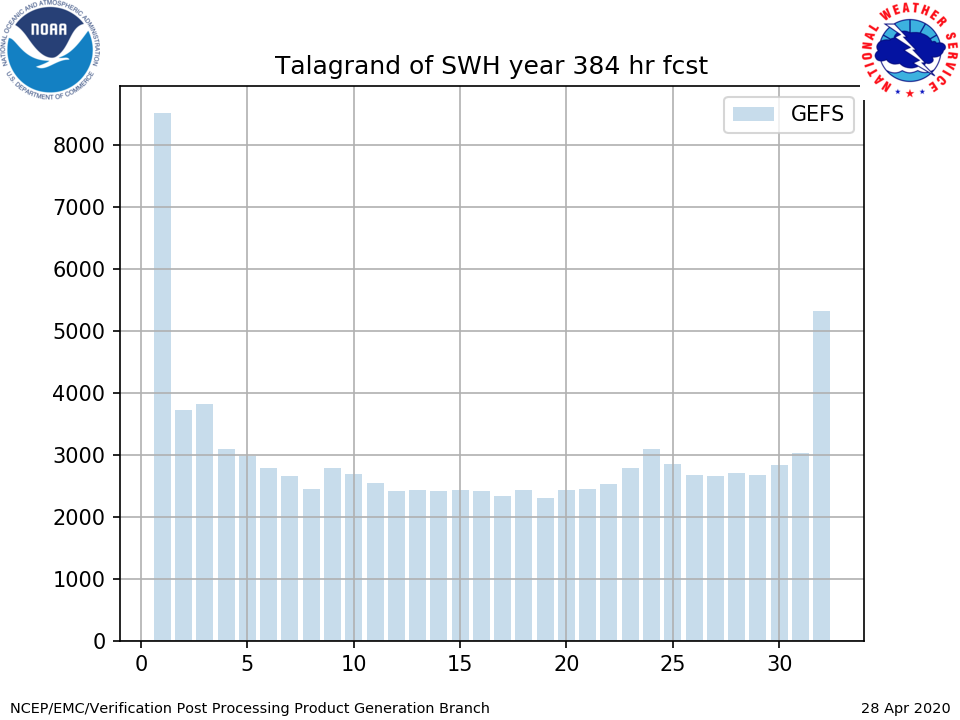 NATIONAL OCEANIC AND ATMOSPHERIC ADMINISTRATION
NOAA
U.S. DEPARTMENT OF COMMERCE
NATIONAL WEATHER SERVICE
Talagrand of SWH year 384 hr fcst
GEFS
8000
7000
6000
5000
4000
3000
2000
1000
0
0 5 10 15 20 25 30
NCEP/EMC/Verification Post Processing Product Generation Branch 28 Apr 2020